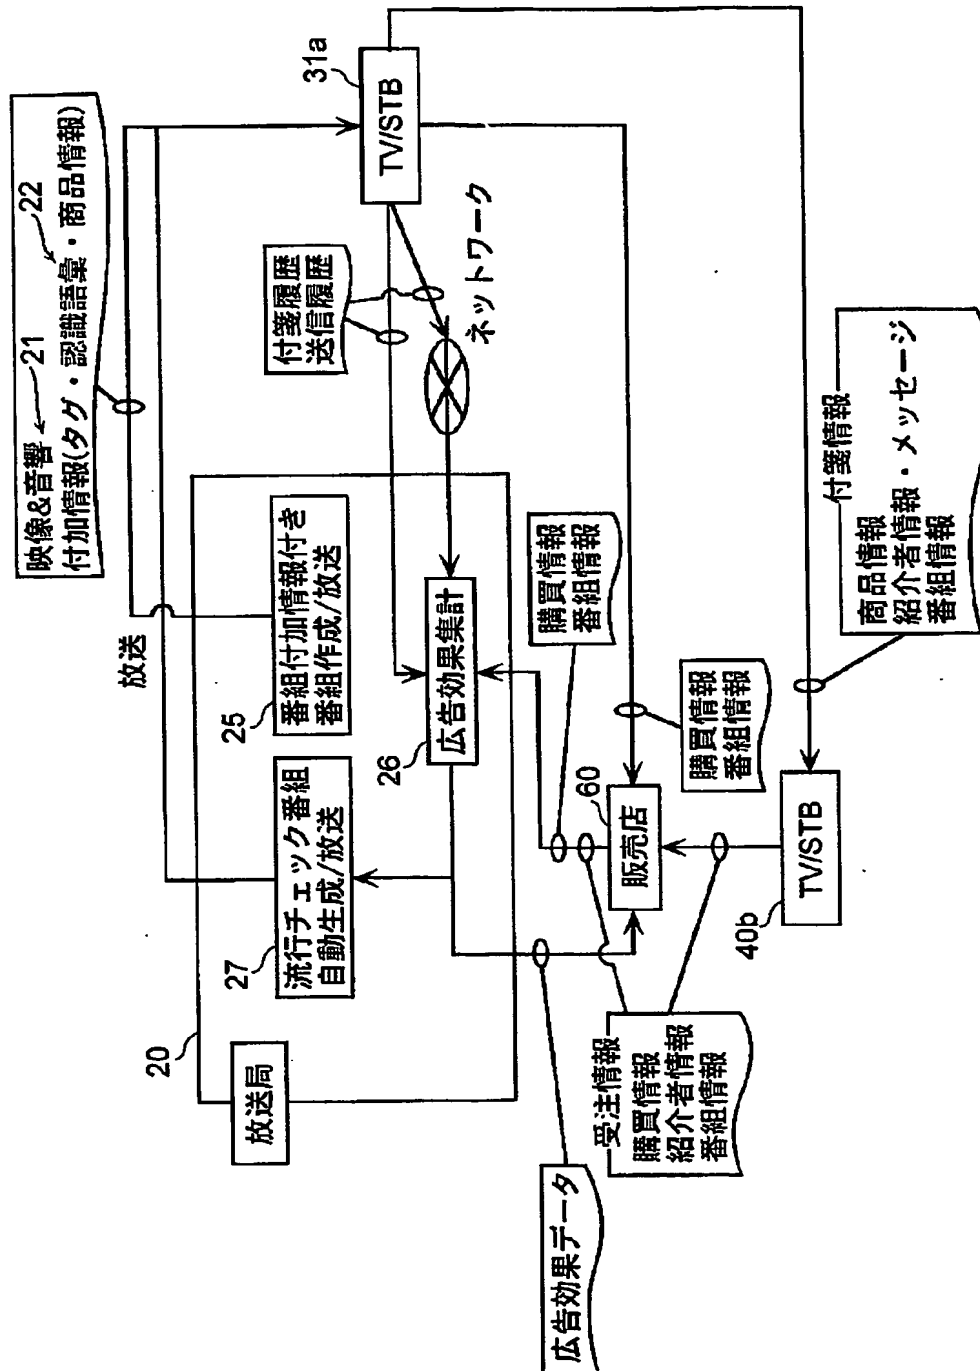 映像&音響 21
付加情報(タグ・認識語彙・商品情報)
22
放送
31a
TV/STB
付箋履歴
送信履歴
ネットワーク
20
放送局
25
番組付加情報付き
番組作成/放送
27
流行チェック番組
自動生成/放送
26
広告効果集計
購買情報
番組情報
60
販売店
購買情報
番組情報
付箋情報
商品情報
紹介者情報・メッセージ
番組情報
40b
TV/STB
受注情報
購買情報
紹介者情報
番組情報
広告効果データ